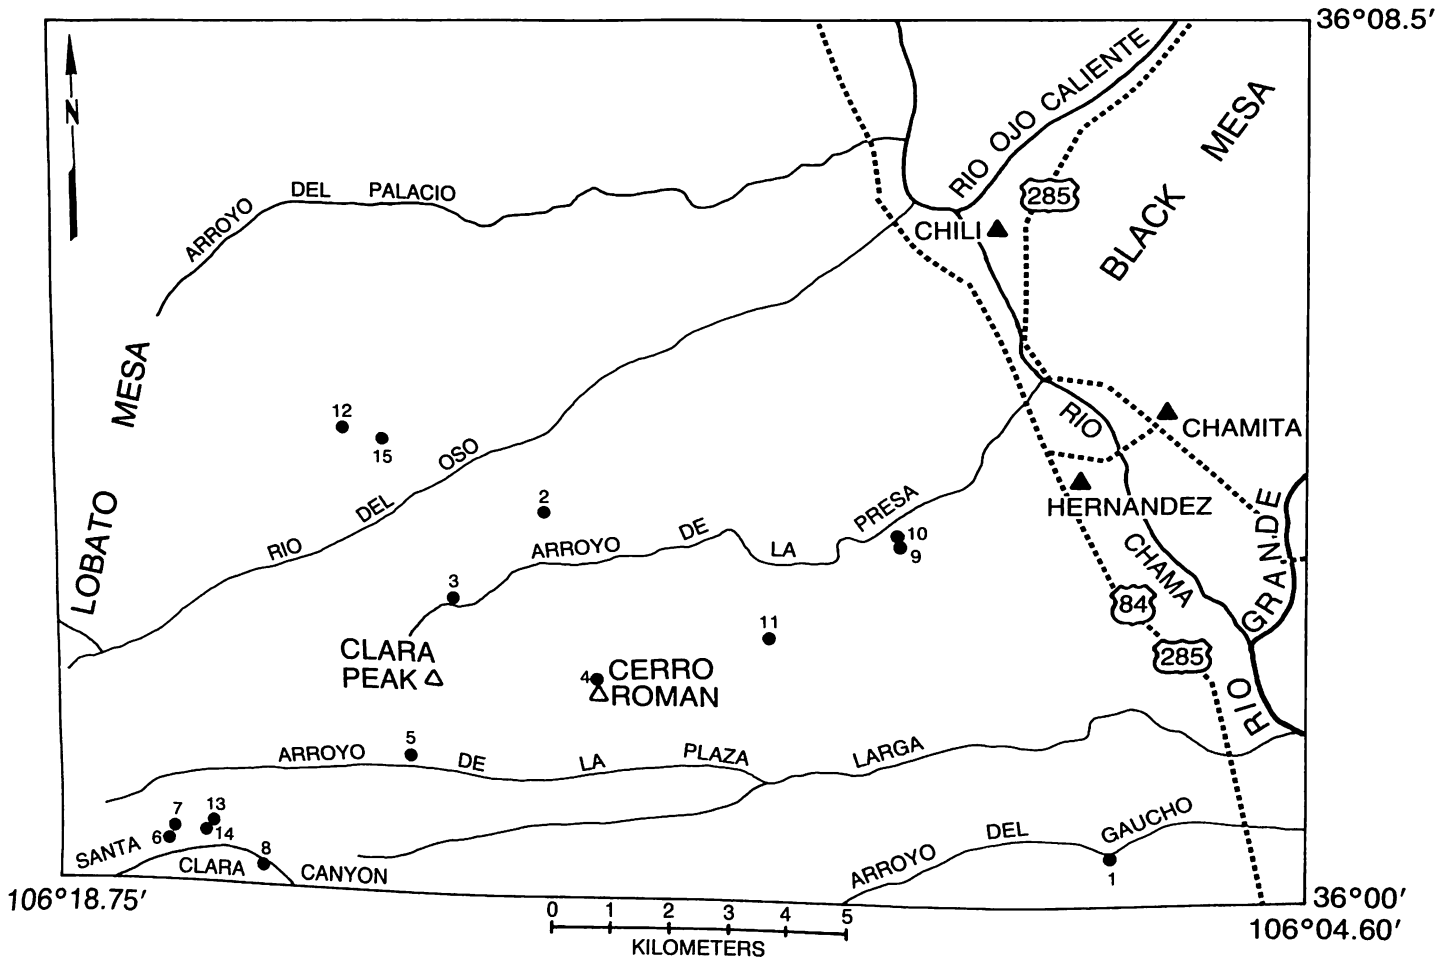 36°08.5′
N
RIO OJO CALIENTE
BLACK MESA
285
ARROYO DEL PALACIO
CHILI
LOBATO MESA
12
15
RIO DEL OSO
RIO CHAMA
CHAMITA
HERNANDEZ
2
ARROYO DE LA PRESA
10
9
3
84
285
RIO GRANDE
11
CLARA
PEAK
4
CERRO
ROMAN
5
ARROYO DE LA PLAZA LARGA
7
13
6
14
8
SANTA CLARA CANYON
ARROYO DEL GAUCHO
1
106°18.75′
36°00′
106°04.60′
0 1 2 3 4 5
KILOMETERS